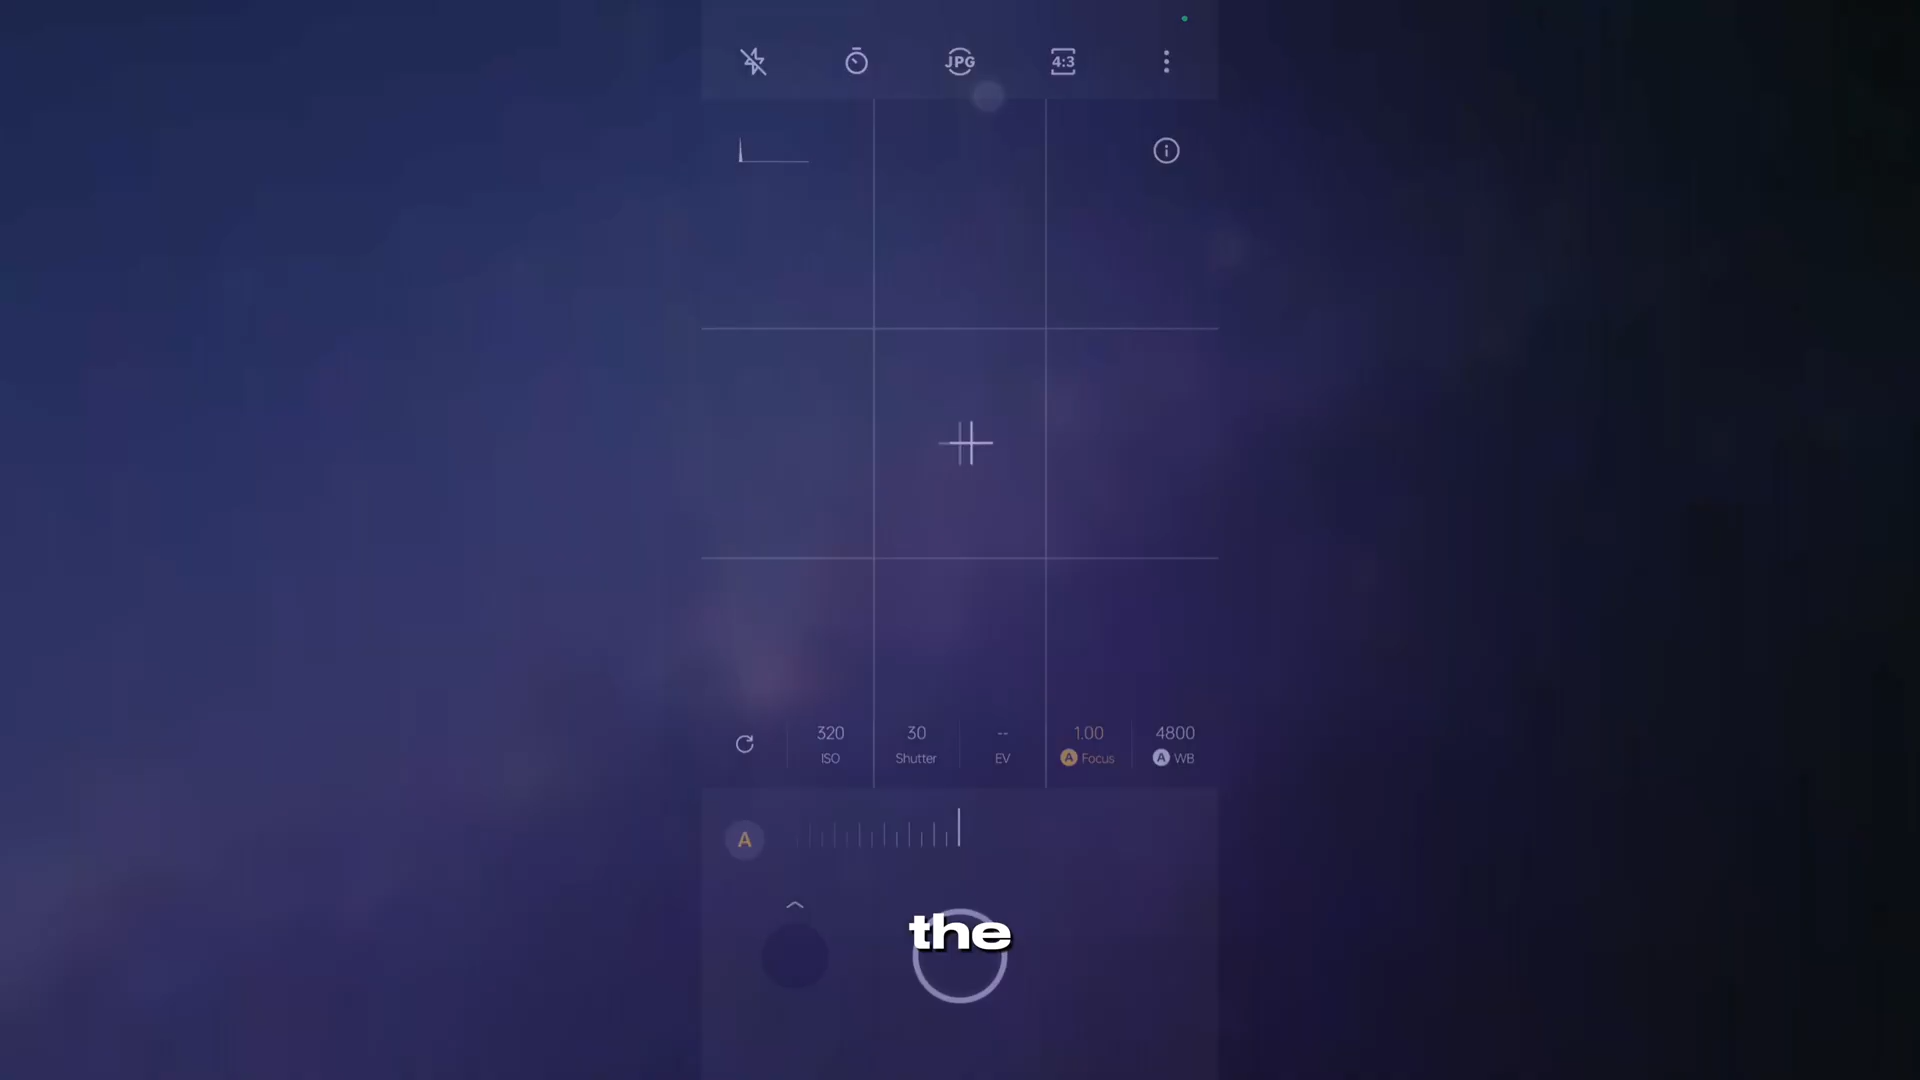 JPG
4:3
320
30
--
1.00
4800
ISO
Shutter
EV
A Focus
A WB
A
the